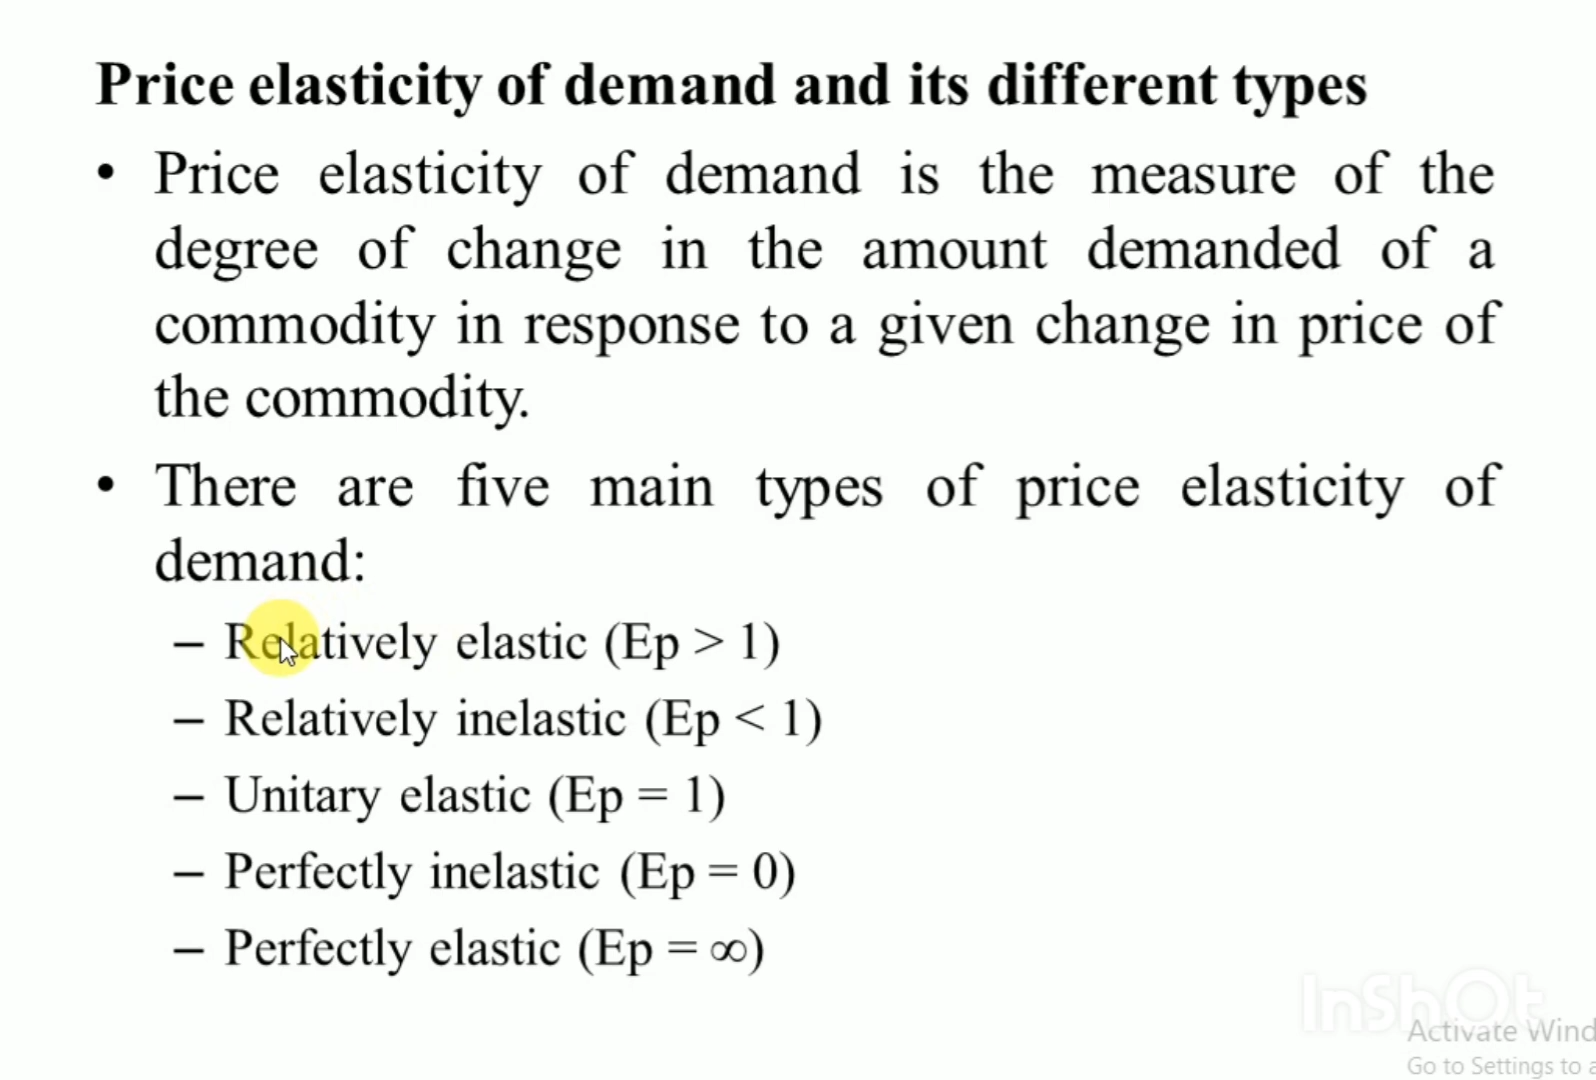 Price elasticity of demand and its different types
• Price elasticity of demand is the measure of the
degree of change in the amount demanded of a
commodity in response to a given change in price of
the commodity.
• There are five main types of price elasticity of
demand:
– Relatively elastic (Ep > 1)
– Relatively inelastic (Ep < 1)
– Unitary elastic (Ep = 1)
– Perfectly inelastic (Ep = 0)
– Perfectly elastic (Ep = ∞)
InShOt
Activate Wind
Go to Settings to a